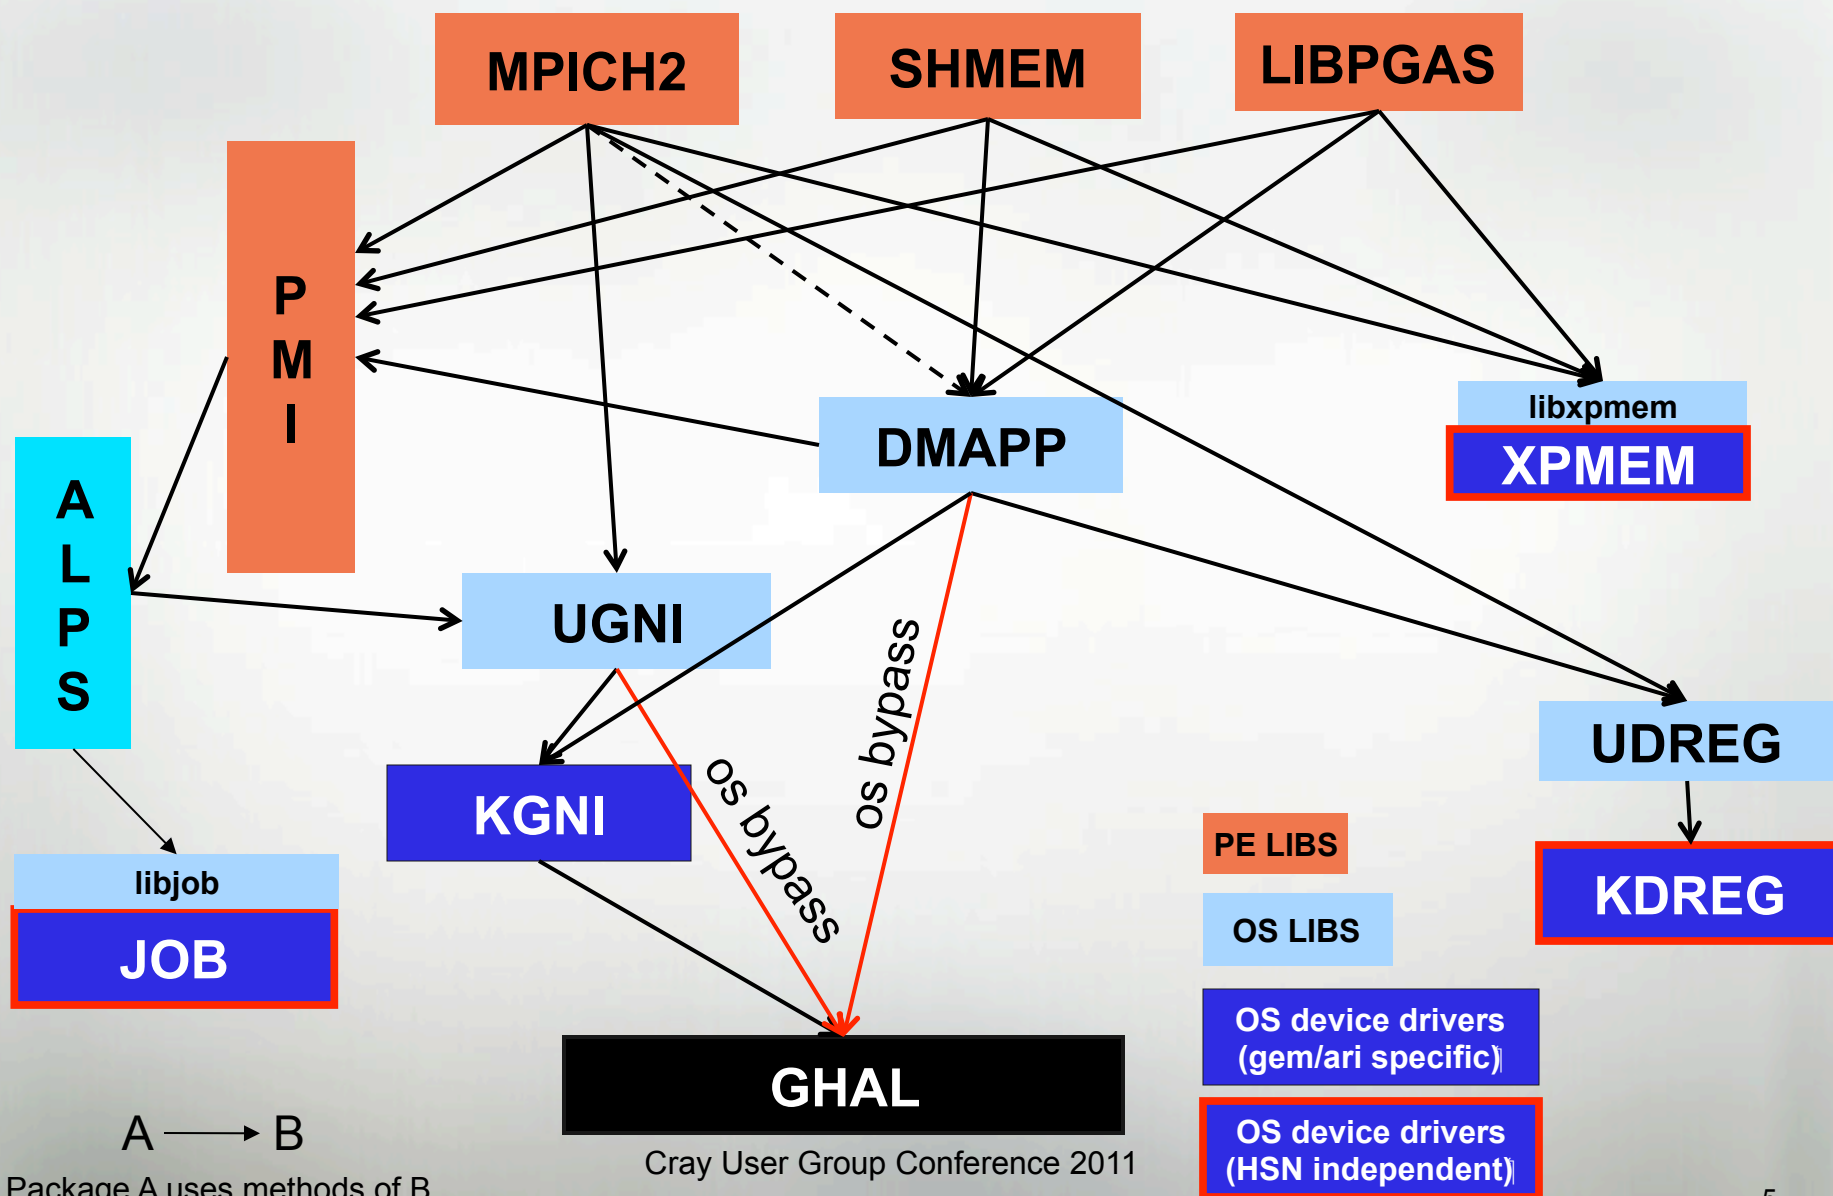 MPICH2
SHMEM
LIBPGAS
P
M
I
libxpmem
XPMEM
DMAPP
A
L
P
S
UGNI
os bypass
os bypass
UDREG
KGNI
PE LIBS
libjob
JOB
OS LIBS
KDREG
OS device drivers
(gem/ari specific)
GHAL
OS device drivers
(HSN independent)
A B
Package A uses methods of B
Cray User Group Conference 2011
5